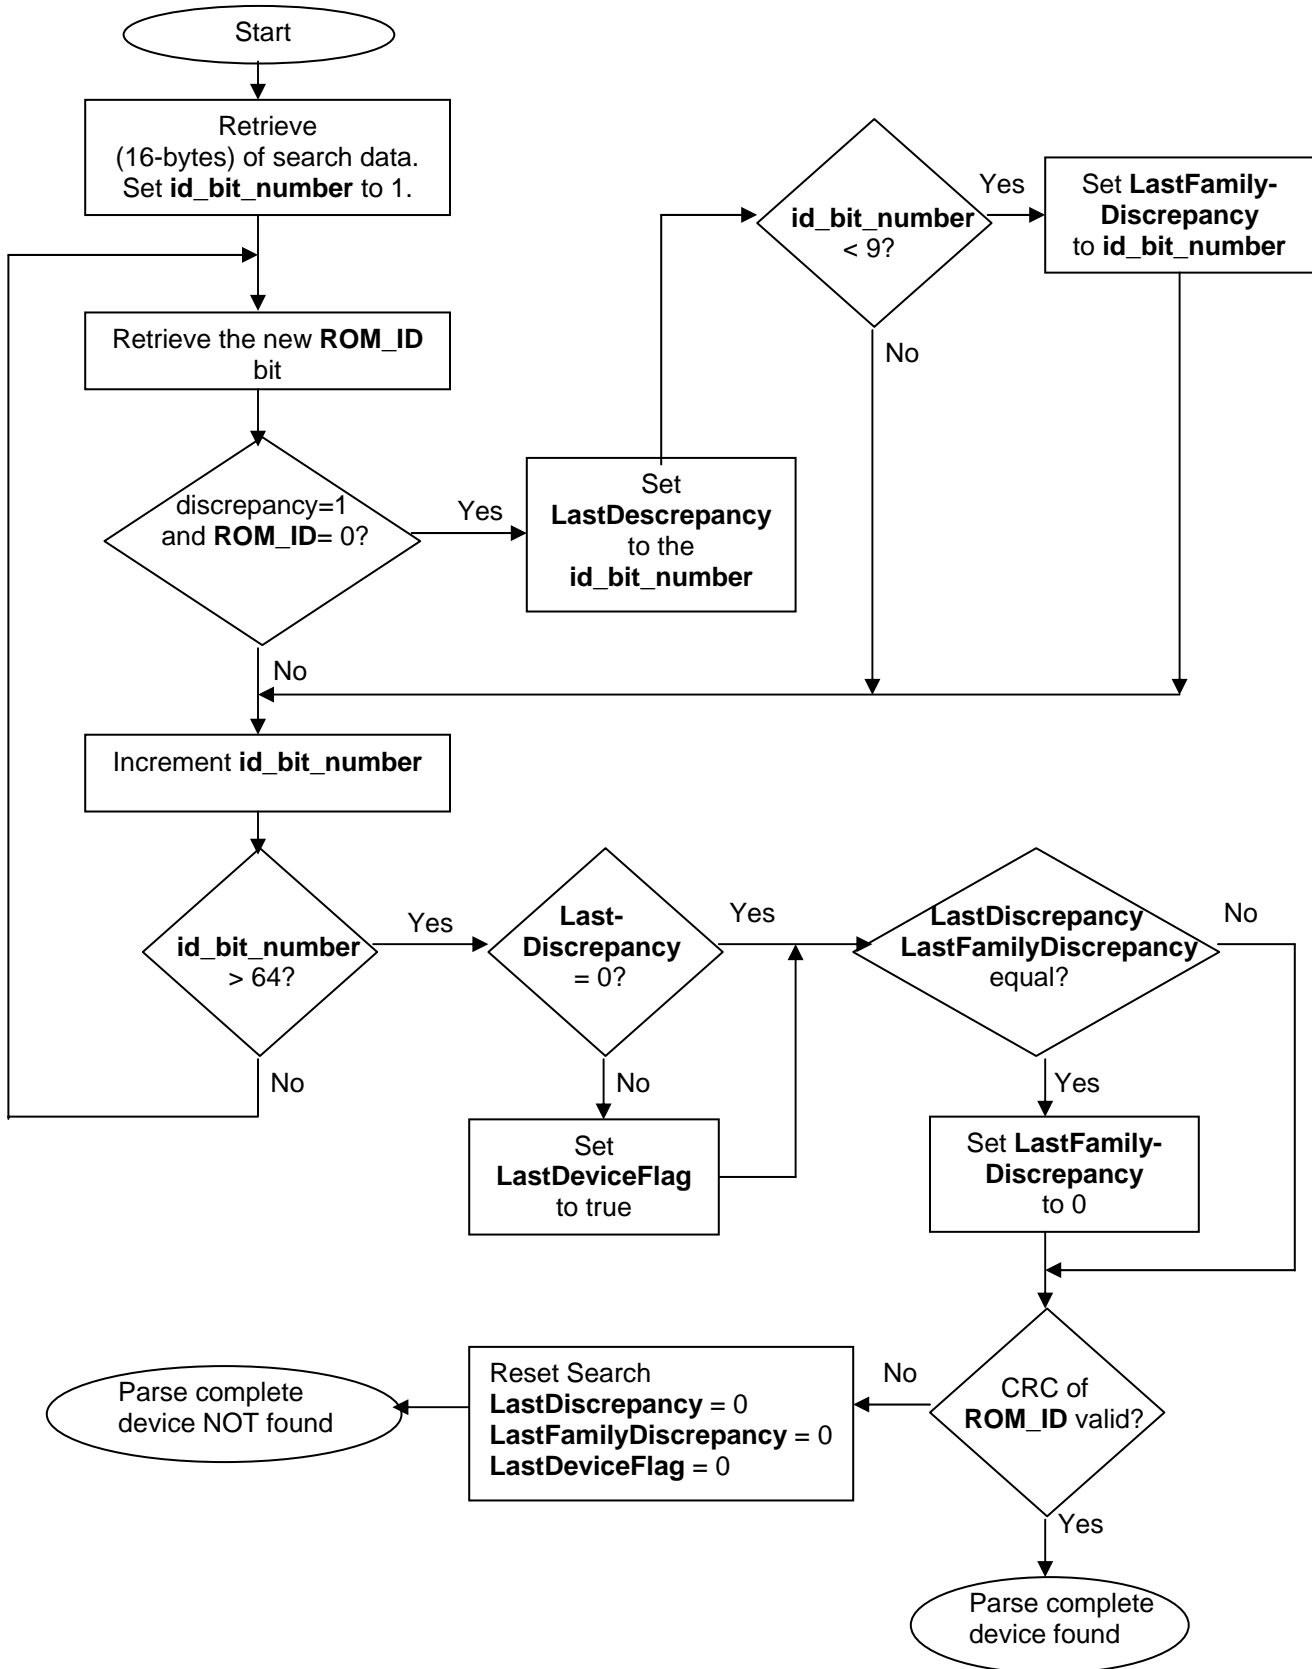 Start
Retrieve
(16-bytes) of search data.
Set id_bit_number to 1.
id_bit_number
< 9?
Yes
Set LastFamily-
Discrepancy
to id_bit_number
No
Retrieve the new ROM_ID
bit
discrepancy=1
and ROM_ID= 0?
Yes
Set
LastDescrepancy
to the
id_bit_number
No
Increment id_bit_number
id_bit_number
> 64?
Yes
Last-
Discrepancy
= 0?
Yes
LastDiscrepancy
LastFamilyDiscrepancy
equal?
No
No
No
Set
LastDeviceFlag
to true
Yes
Set LastFamily-
Discrepancy
to 0
CRC of
ROM_ID valid?
No
Reset Search
LastDiscrepancy = 0
LastFamilyDiscrepancy = 0
LastDeviceFlag = 0
Parse complete
device NOT found
Yes
Parse complete
device found